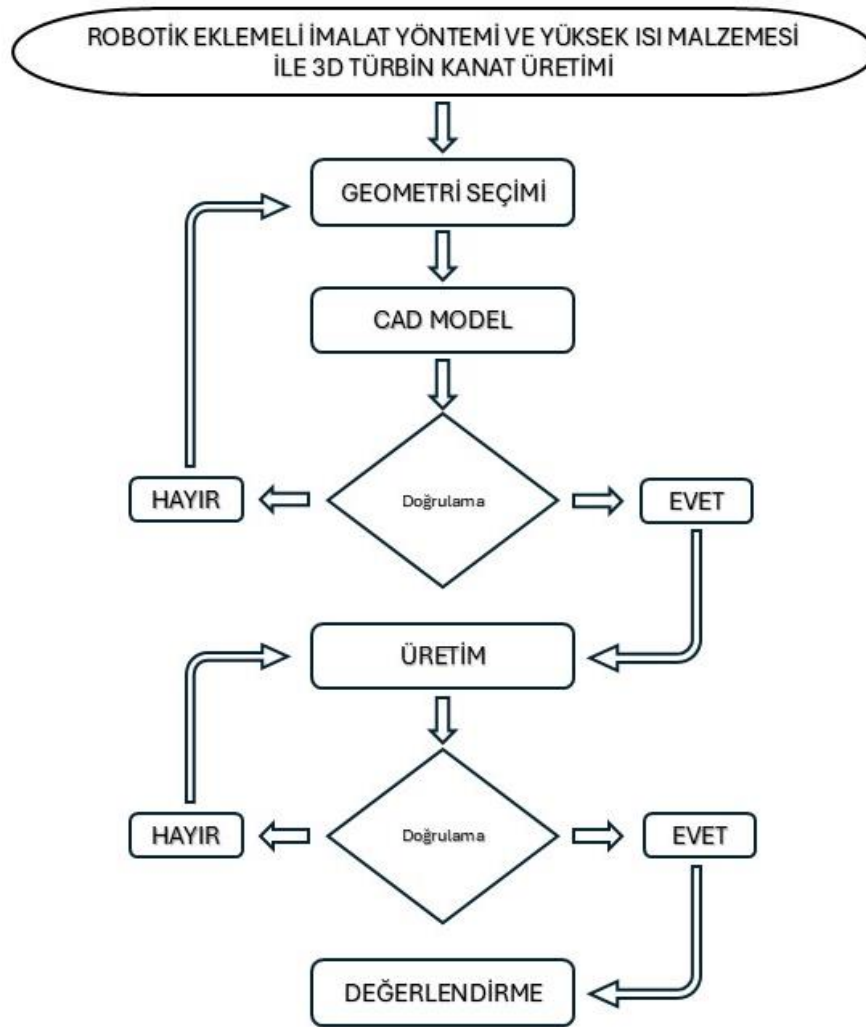 ROBOTİK EKLEMELİ İMALAT YÖNTEMİ VE YÜKSEK ISI MALZEMESİ
İLE 3D TÜRBİN KANAT ÜRETİMİ
GEOMETRİ SEÇİMİ
CAD MODEL
HAYIR
Doğrulama
EVET
ÜRETİM
HAYIR
Doğrulama
EVET
DEĞERLENDİRME